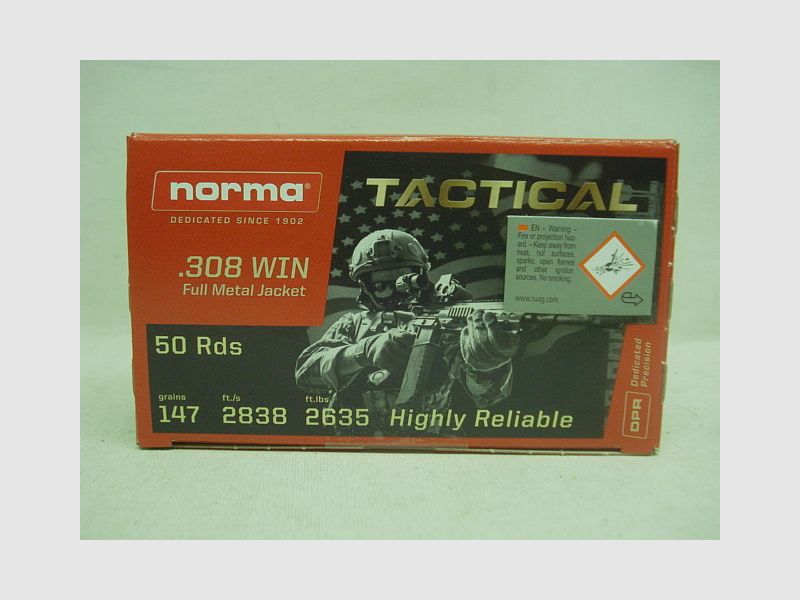 norma®
DEDICATED SINCE 1902
TACTICAL
.308 WIN
Full Metal Jacket
EN – Warning –
Fire or projection haz-
ard. – Keep away from
heat, hot surfaces,
sparks, open flames
and other ignition
sources. No smoking.
www.ruag.com
50 Rds
grains
147
ft./s
2838
ft.lbs
2635
Highly Reliable
DPR
Dedicated
Precision